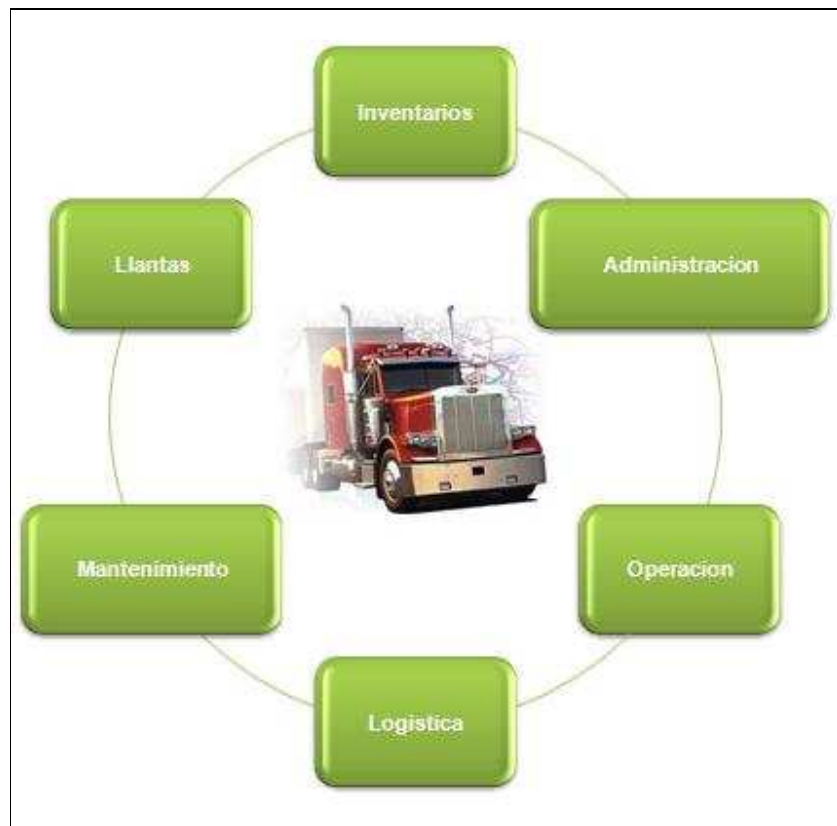 Inventarios
Administracion
Operacion
Logistica
Mantenimiento
Llantas